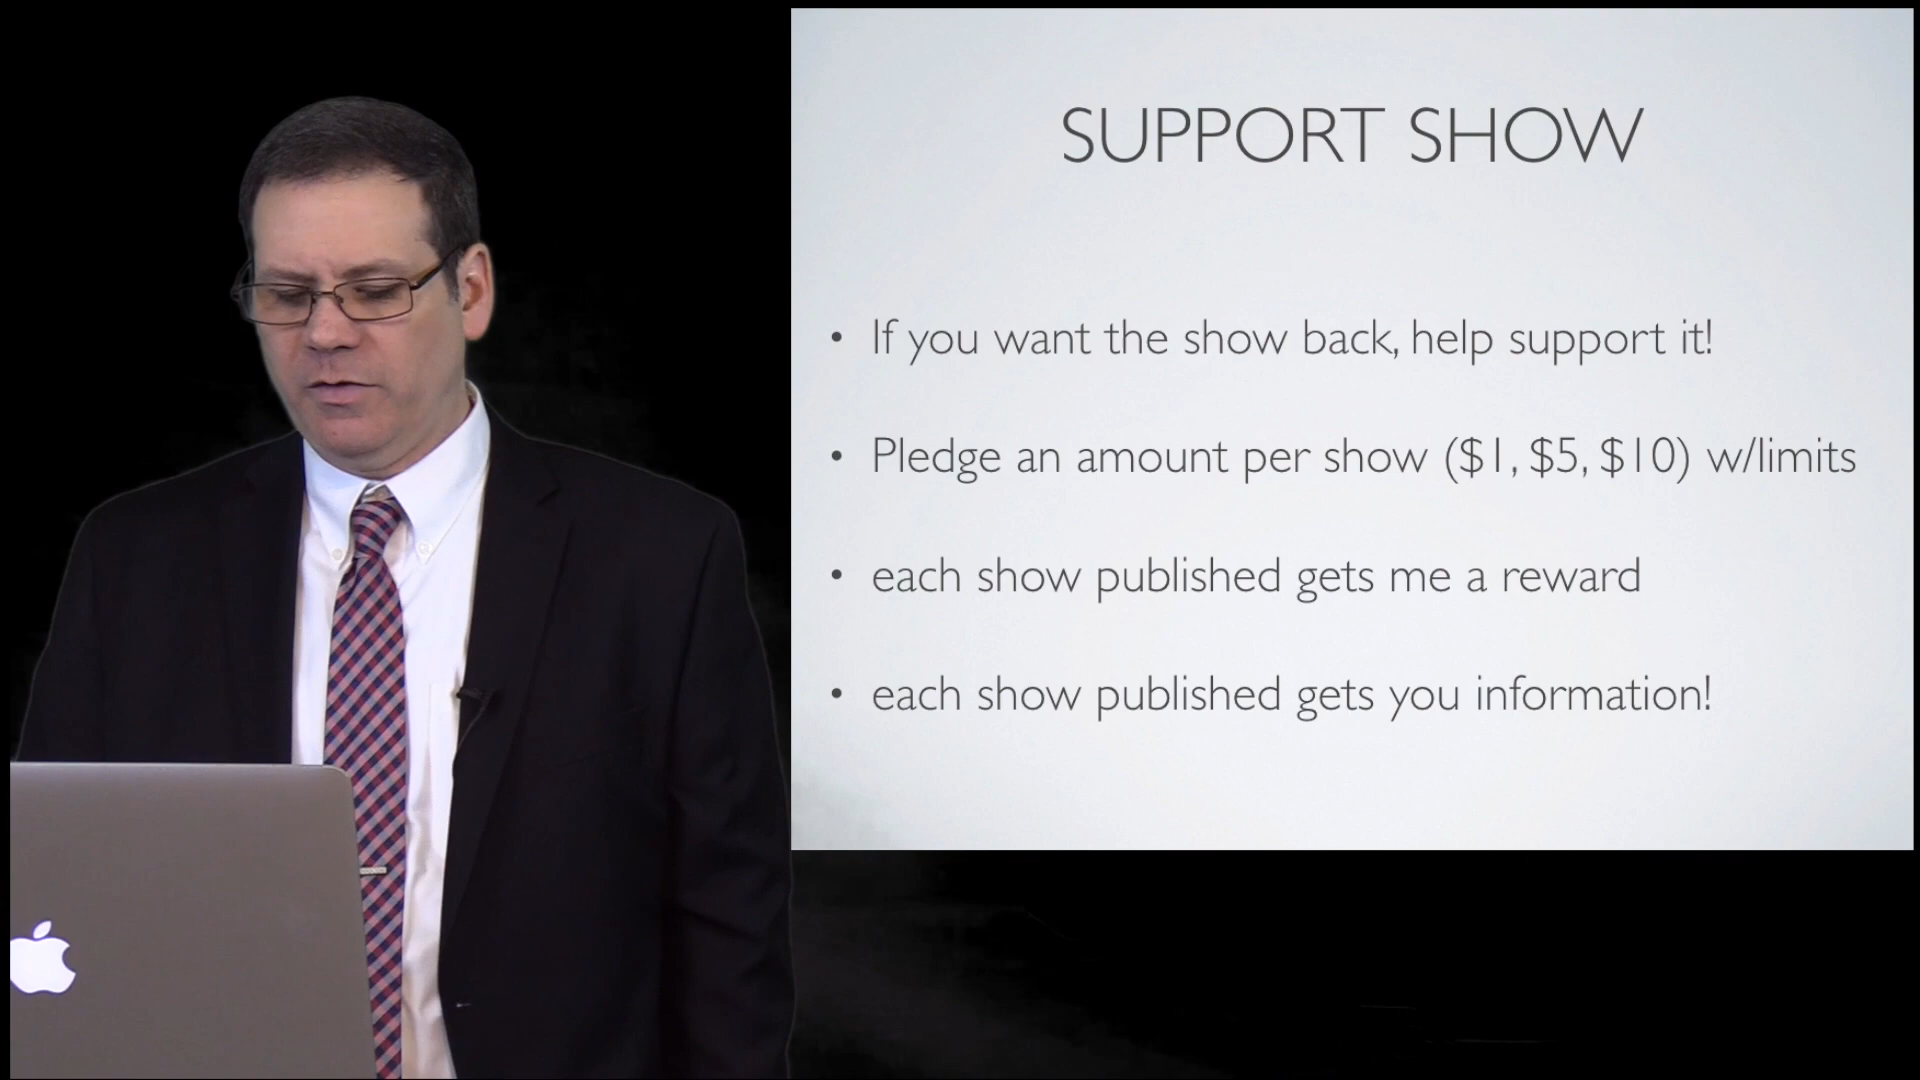 SUPPORT SHOW
• If you want the show back, help support it!
• Pledge an amount per show ($1, $5, $10) w/limits
• each show published gets me a reward
• each show published gets you information!